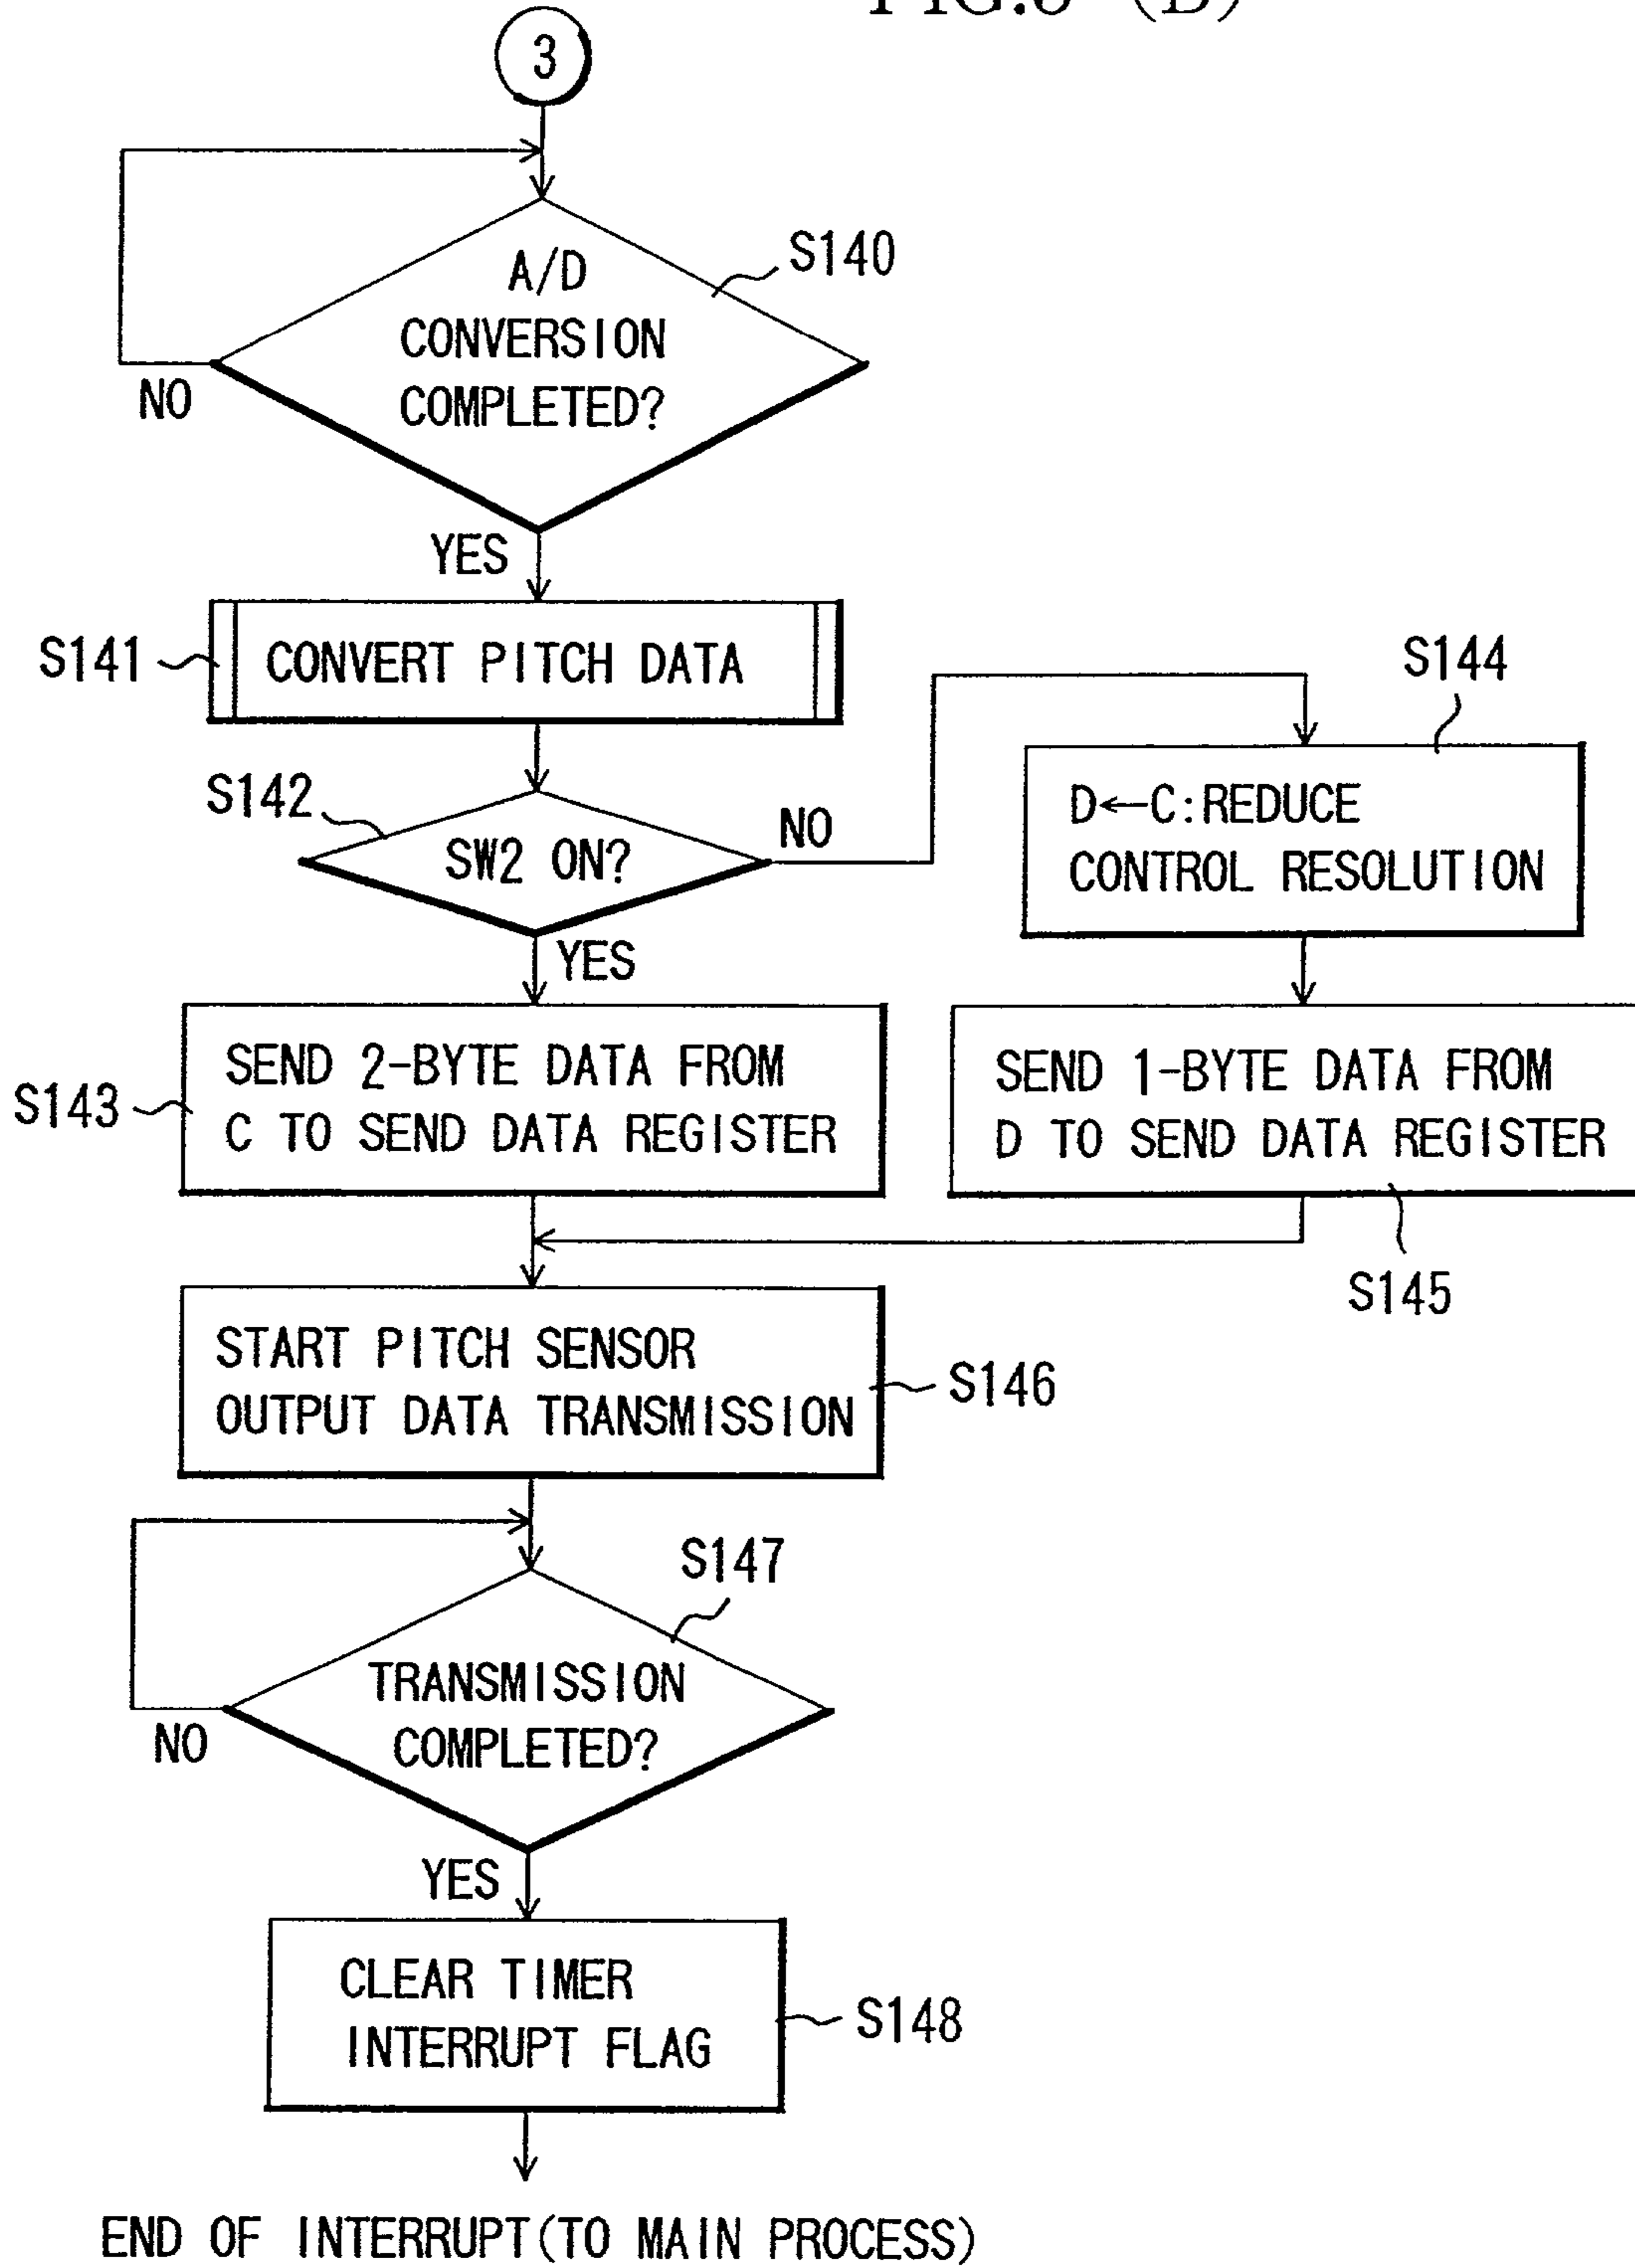 (B)
3
A/D
CONVERSION
COMPLETED?
S140
NO
YES
S141
CONVERT PITCH DATA
S142
SW2 ON?
NO
YES
S144
D←C:REDUCE
CONTROL RESOLUTION
S143
SEND 2-BYTE DATA FROM
C TO SEND DATA REGISTER
SEND 1-BYTE DATA FROM
D TO SEND DATA REGISTER
S145
START PITCH SENSOR
OUTPUT DATA TRANSMISSION
S146
S147
TRANSMISSION
COMPLETED?
NO
YES
CLEAR TIMER
INTERRUPT FLAG
S148
END OF INTERRUPT(TO MAIN PROCESS)